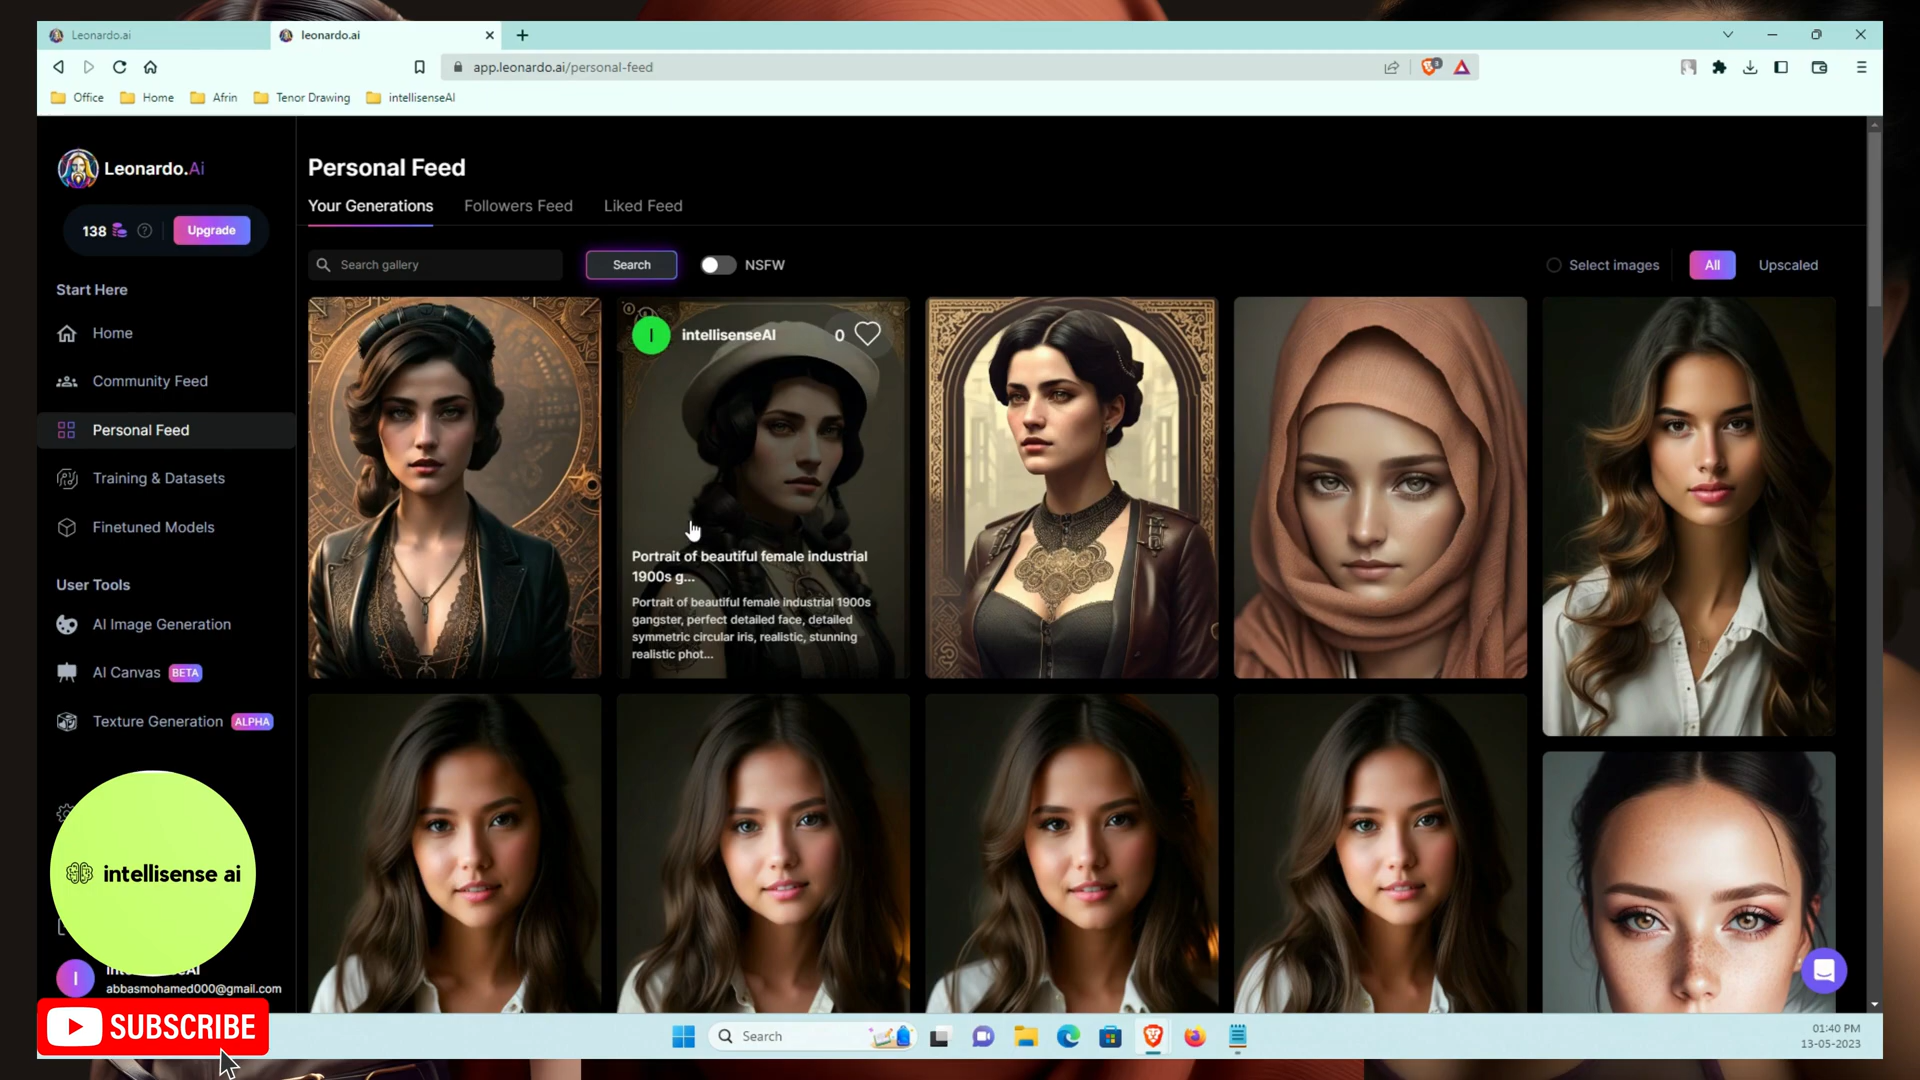 Leonardo.ai
leonardo.ai
app.leonardo.ai/personal-feed
Office
Home
Afrin
Tenor Drawing
intellisenseAI
Leonardo.Ai
138
Upgrade
Start Here
Home
Community Feed
Personal Feed
Training & Datasets
Finetuned Models
User Tools
AI Image Generation
AI Canvas BETA
Texture Generation ALPHA
intellisense ai
abbasmohamed000@gmail.com
SUBSCRIBE
Personal Feed
Your Generations
Followers Feed
Liked Feed
Search gallery
Search
NSFW
Select images
All
Upscaled
intellisenseAI
0
Portrait of beautiful female industrial
1900s g...
Portrait of beautiful female industrial 1900s
gangster, perfect detailed face, detailed
symmetric circular iris, realistic, stunning
realistic phot...
Search
01:40 PM
13-05-2023